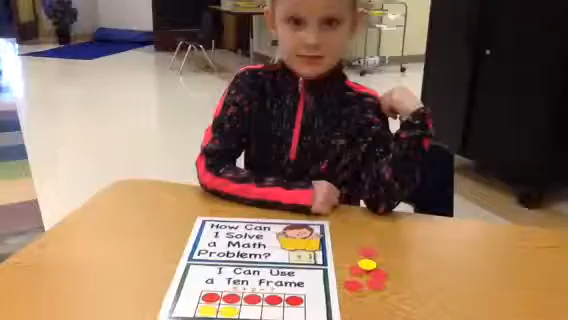 How Can
I Solve
a Math
Problem?
I Can Use
a Ten Frame